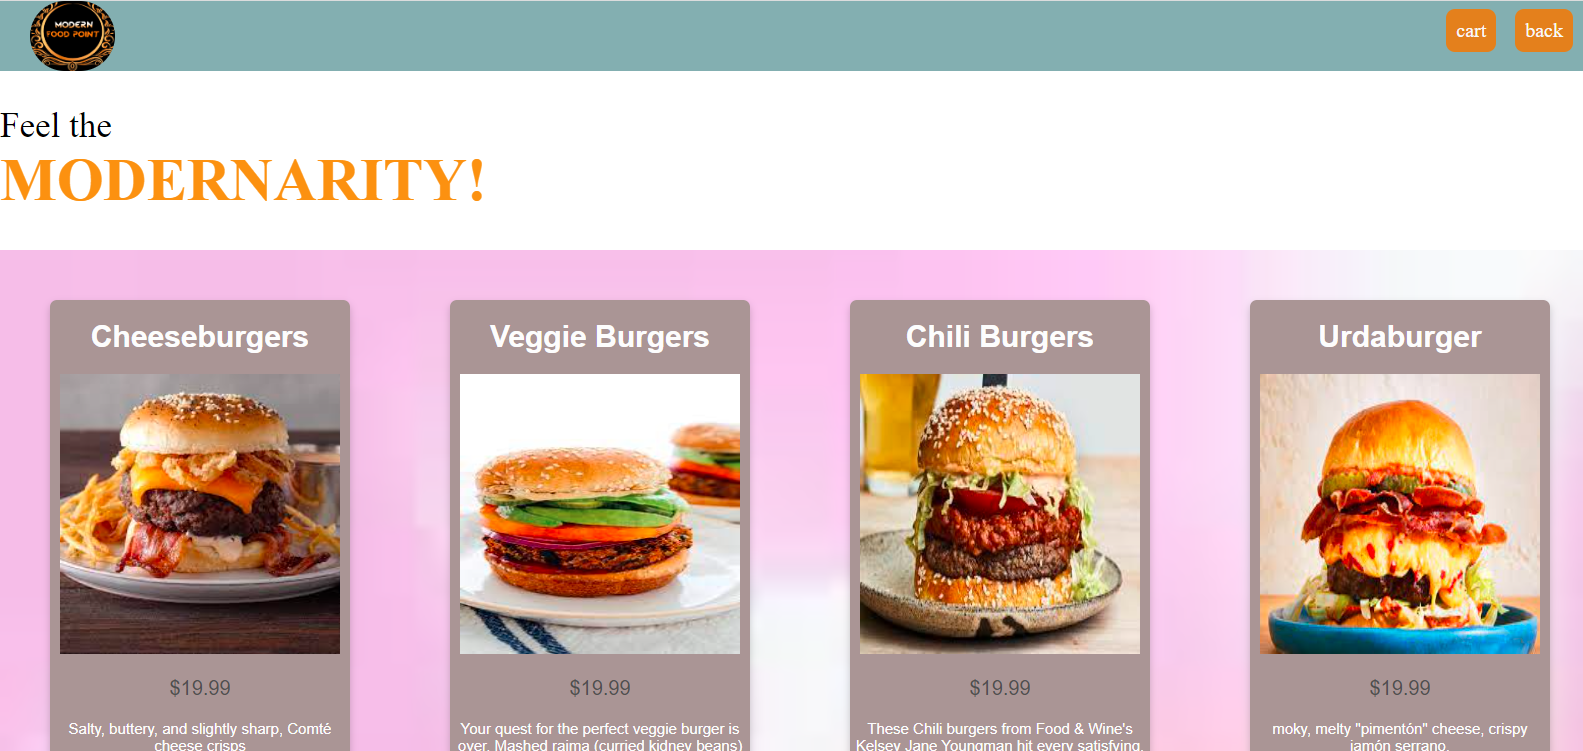 MODERN
FOOD POINT
cart
back
Feel the
MODERNARITY!
Cheeseburgers
Veggie Burgers
Chili Burgers
Urdaburger
$19.99
$19.99
$19.99
$19.99
Salty, buttery, and slightly sharp, Comté
cheese crisps
Your quest for the perfect veggie burger is
over. Mashed rajma (curried kidney beans)
These Chili burgers from Food & Wine's
Kelsey Jane Youngman hit every satisfying,
moky, melty "pimentón" cheese, crispy
jamón serrano,